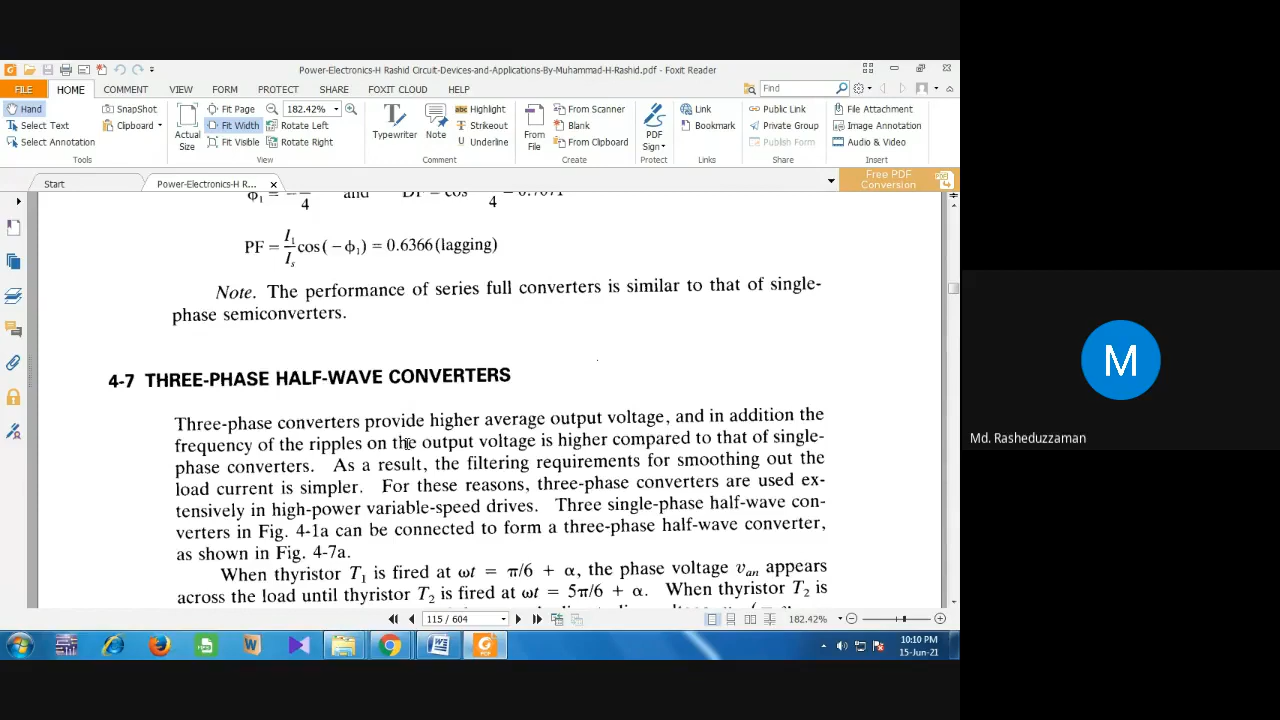 Power-Electronics-H Rashid Circuit-Devices-and-Applications-By-Muhammad-H-Rashid.pdf - Foxit Reader
FILE HOME COMMENT VIEW FORM PROTECT SHARE FOXIT CLOUD HELP Find
Hand SnapShot Fit Page 182.42% Highlight From Scanner Link Public Link File Attachment
Select Text Clipboard Actual Size Fit Width Rotate Left Typewriter Note Strikeout From File Blank PDF Sign Bookmark Private Group Image Annotation
Select Annotation Fit Visible Rotate Right Underline From Clipboard Publish Form Audio & Video
Tools View Comment Create Protect Links Share Insert
Start Power-Electronics-H R... Free PDF Conversion
4 and 4
PF = I₁/Iₛ cos(−ϕ₁) = 0.6366 (lagging)
Note. The performance of series full converters is similar to that of single-
phase semiconverters.
4-7 THREE-PHASE HALF-WAVE CONVERTERS
Three-phase converters provide higher average output voltage, and in addition the
frequency of the ripples on the output voltage is higher compared to that of single-
phase converters. As a result, the filtering requirements for smoothing out the
load current is simpler. For these reasons, three-phase converters are used ex-
tensively in high-power variable-speed drives. Three single-phase half-wave con-
verters in Fig. 4-1a can be connected to form a three-phase half-wave converter,
as shown in Fig. 4-7a.
When thyristor T₁ is fired at ωt = π/6 + α, the phase voltage vₐₙ appears
across the load until thyristor T₂ is fired at ωt = 5π/6 + α. When thyristor T₂ is
115 / 604 182.42%
10:10 PM
15-Jun-21
M
Md. Rasheduzzaman